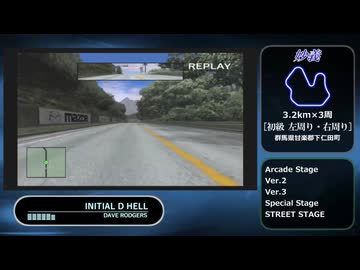 REPLAY
mazda
妙義
3.2km×3周
[初級 左周り・右周り]
群馬県甘楽郡下仁田町
Arcade Stage
Ver.2
Ver.3
Special Stage
STREET STAGE
INITIAL D HELL
DAVE RODGERS